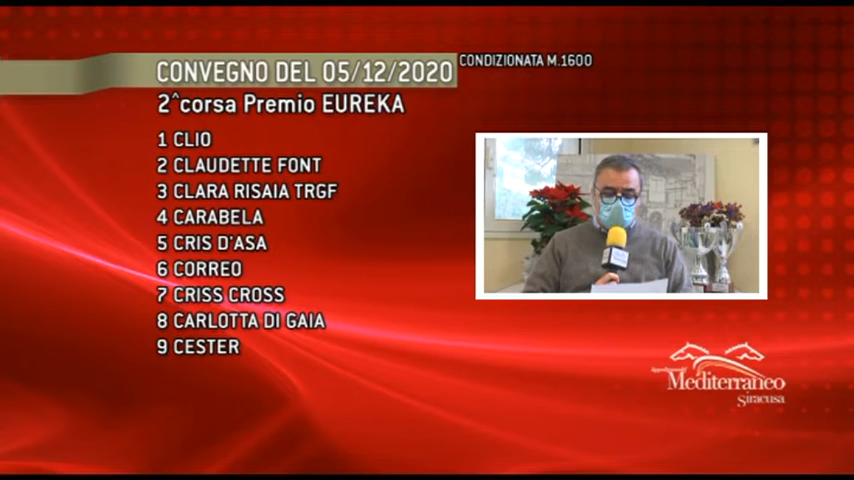 CONVEGNO DEL 05/12/2020
CONDIZIONATA M.1600
2^corsa Premio EUREKA
1 CLIO
2 CLAUDETTE FONT
3 CLARA RISAIA TRGF
4 CARABELA
5 CRIS D'ASA
6 CORREO
7 CRISS CROSS
8 CARLOTTA DI GAIA
9 CESTER
Mediterraneo
Siracusa